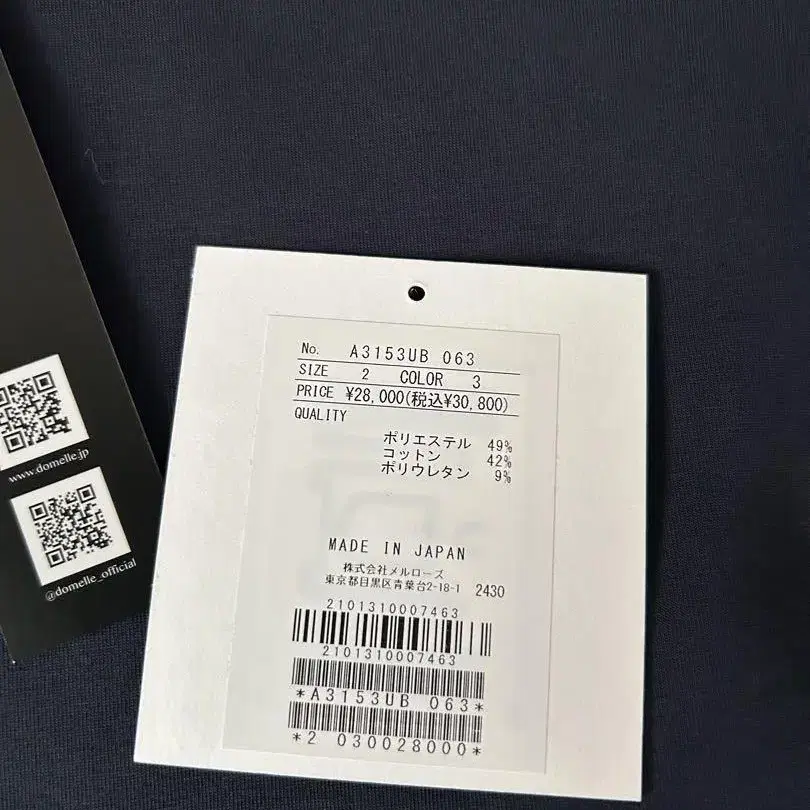 No. A3153UB 063
SIZE 2 COLOR 3
PRICE ¥28,000(税込¥30,800)
QUALITY
ポリエステル 49%
コットン 42%
ポリウレタン 9%
MADE IN JAPAN
株式会社メルローズ
東京都目黒区青葉台2-18-1 2430
2101310007463
2101310007463
*A3153UB 063*
*2 030028000*
www.domelle.jp
@domelle_official